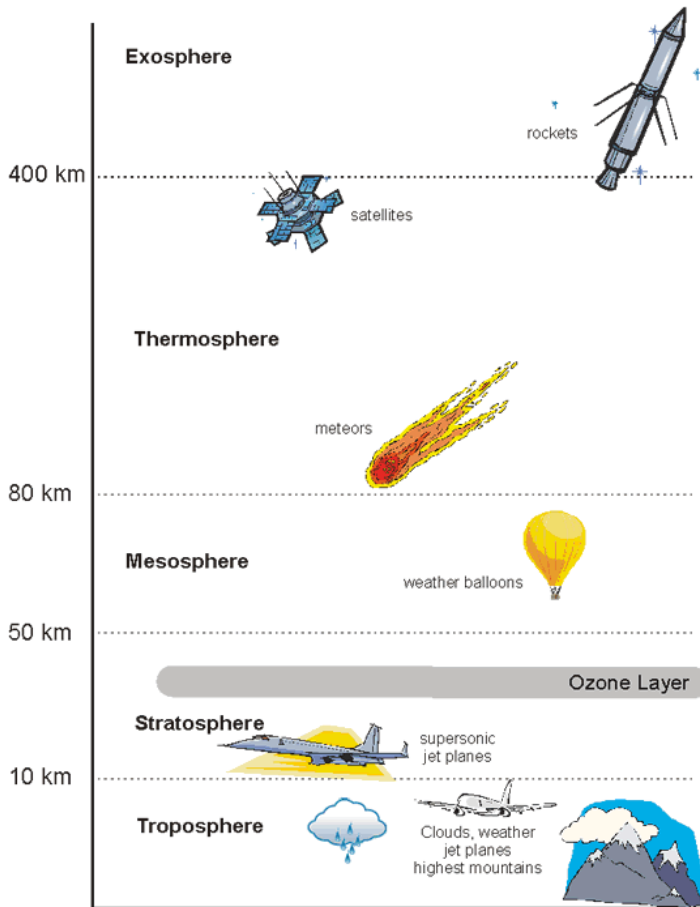 Exosphere
rockets
400 km
satellites
Thermosphere
meteors
80 km
Mesosphere
weather balloons
50 km
Ozone Layer
Stratosphere
supersonic
jet planes
10 km
Troposphere
Clouds, weather
jet planes
highest mountains